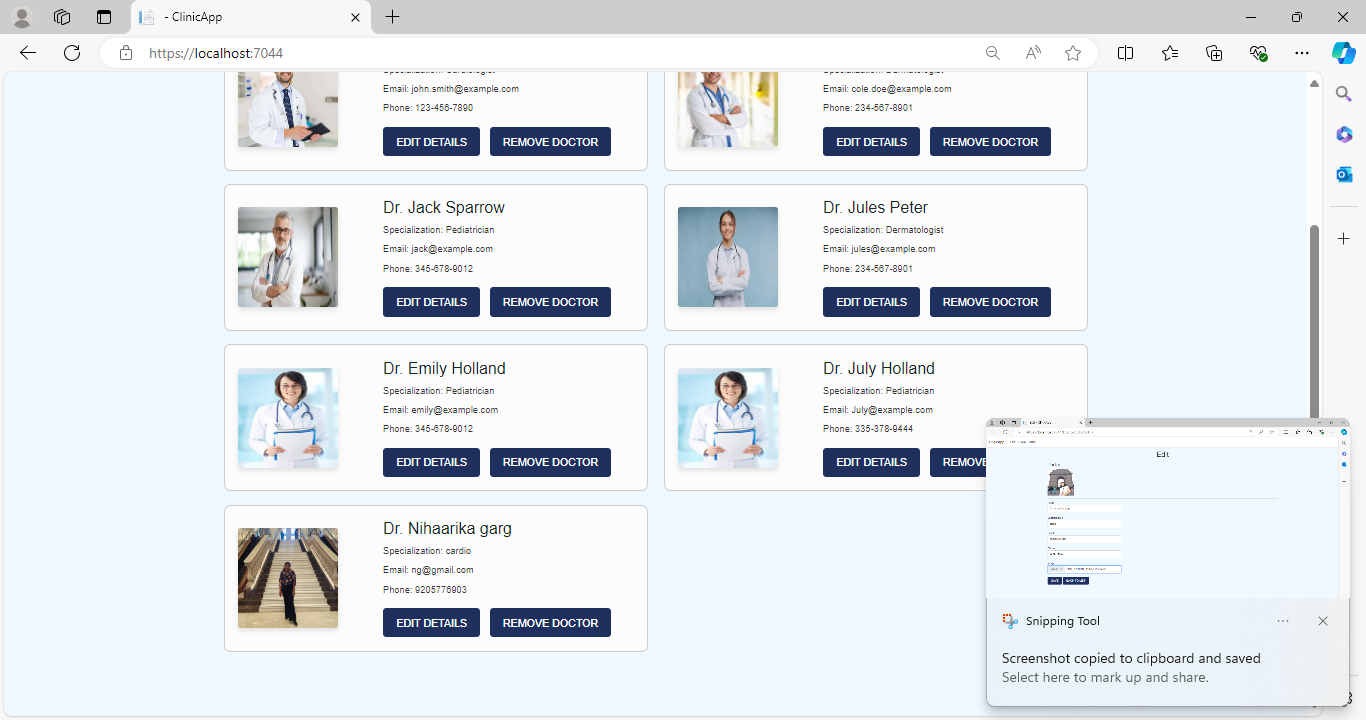 - ClinicApp
https://localhost:7044
Email: john.smith@example.com
Phone: 123-456-7890
EDIT DETAILS
REMOVE DOCTOR
Email: cole.doe@example.com
Phone: 234-567-8901
EDIT DETAILS
REMOVE DOCTOR
Dr. Jack Sparrow
Specialization: Pediatrician
Email: jack@example.com
Phone: 345-678-9012
EDIT DETAILS
REMOVE DOCTOR
Dr. Jules Peter
Specialization: Dermatologist
Email: jules@example.com
Phone: 234-567-8901
EDIT DETAILS
REMOVE DOCTOR
Dr. Emily Holland
Specialization: Pediatrician
Email: emily@example.com
Phone: 345-678-9012
EDIT DETAILS
REMOVE DOCTOR
Dr. July Holland
Specialization: Pediatrician
Email: July@example.com
Phone: 335-378-9444
EDIT DETAILS
REMOVE
Dr. Nihaarika garg
Specialization: cardio
Email: ng@gmail.com
Phone: 9205776903
EDIT DETAILS
REMOVE DOCTOR
Edit
SAVE
BACK TO LIST
Snipping Tool
Screenshot copied to clipboard and saved
Select here to mark up and share.